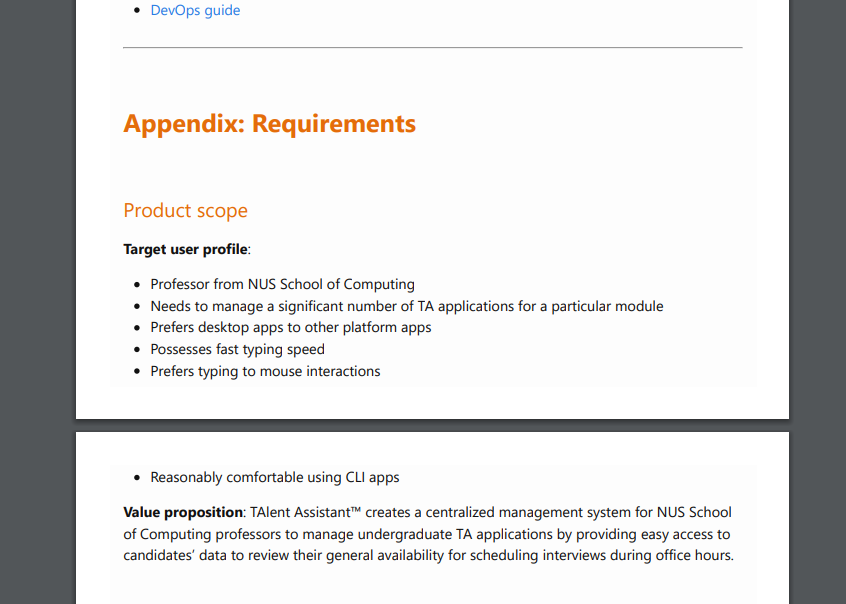 DevOps guide
Appendix: Requirements
Product scope
Target user profile:
Professor from NUS School of Computing
Needs to manage a significant number of TA applications for a particular module
Prefers desktop apps to other platform apps
Possesses fast typing speed
Prefers typing to mouse interactions
Reasonably comfortable using CLI apps
Value proposition: TAlent Assistant™ creates a centralized management system for NUS School
of Computing professors to manage undergraduate TA applications by providing easy access to
candidates’ data to review their general availability for scheduling interviews during office hours.